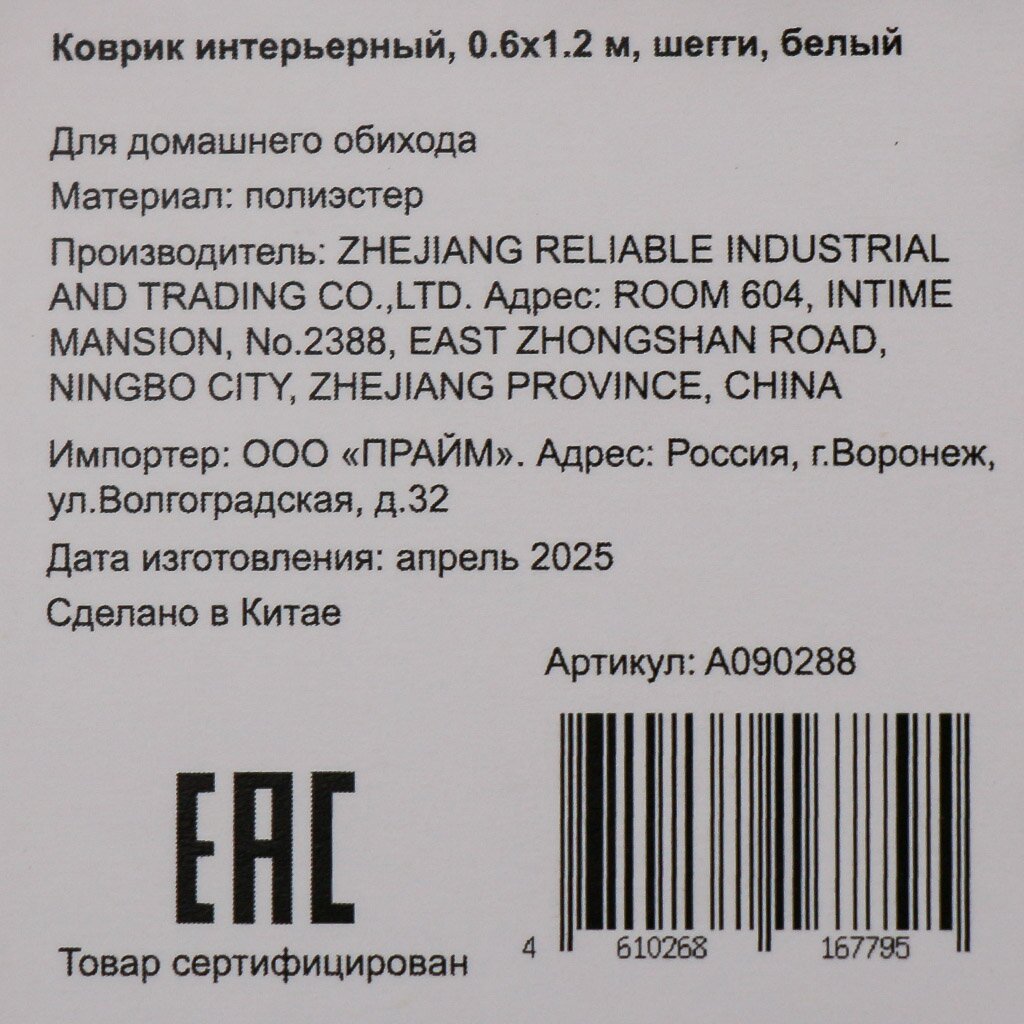 Коврик интерьерный, 0.6х1.2 м, шегги, белый
Для домашнего обихода
Материал: полиэстер
Производитель: ZHEJIANG RELIABLE INDUSTRIAL
AND TRADING CO.,LTD. Адрес: ROOM 604, INTIME
MANSION, No.2388, EAST ZHONGSHAN ROAD,
NINGBO CITY, ZHEJIANG PROVINCE, CHINA
Импортер: ООО «ПРАЙМ». Адрес: Россия, г.Воронеж,
ул.Волгоградская, д.32
Дата изготовления: апрель 2025
Сделано в Китае
Артикул: А090288
EAC
Товар сертифицирован
4 610268 167795